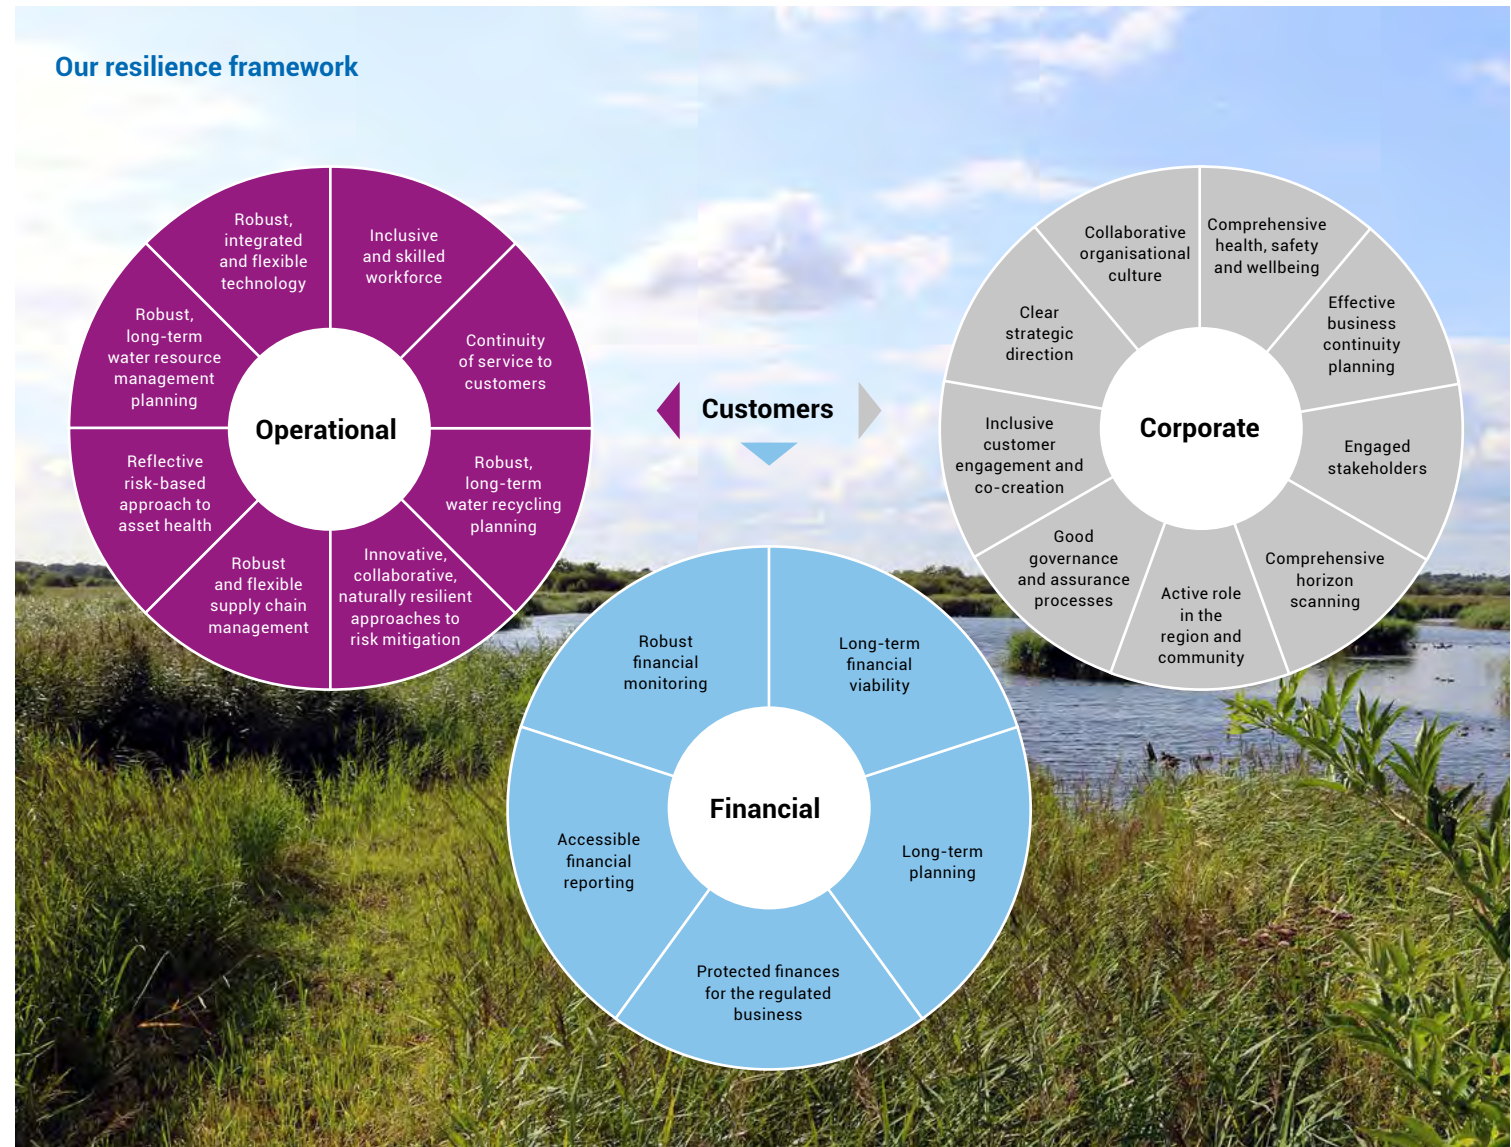 Our resilience framework
Robust,
integrated
and flexible
technology
Inclusive
and skilled
workforce
Continuity
of service to
customers
Robust,
long-term
water recycling
planning
Innovative,
collaborative,
naturally resilient
approaches to
risk mitigation
Robust
and flexible
supply chain
management
Reflective
risk-based
approach to
asset health
Robust,
long-term
water resource
management
planning
Operational
Customers
Collaborative
organisational
culture
Comprehensive
health, safety
and wellbeing
Effective
business
continuity
planning
Engaged
stakeholders
Comprehensive
horizon
scanning
Active role
in the
region and
community
Good
governance
and assurance
processes
Inclusive
customer
engagement and
co-creation
Clear
strategic
direction
Corporate
Robust
financial
monitoring
Long-term
financial
viability
Long-term
planning
Protected finances
for the regulated
business
Accessible
financial
reporting
Financial